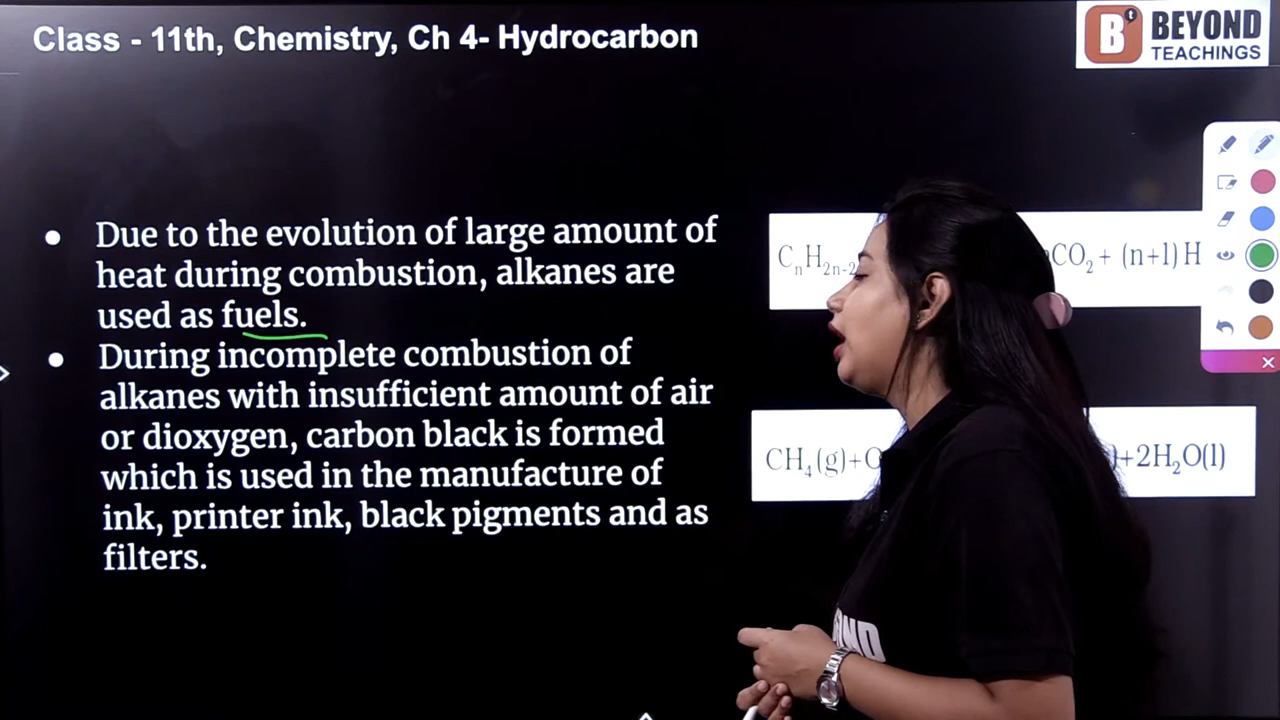 Class - 11th, Chemistry, Ch 4- Hydrocarbon
B t BEYOND
TEACHINGS
• Due to the evolution of large amount of
heat during combustion, alkanes are
used as fuels.
• During incomplete combustion of
alkanes with insufficient amount of air
or dioxygen, carbon black is formed
which is used in the manufacture of
ink, printer ink, black pigments and as
filters.
CₙH₂ₙ₋₂ CO₂ + (n+1) H
CH₄(g)+O )+2H₂O(l)